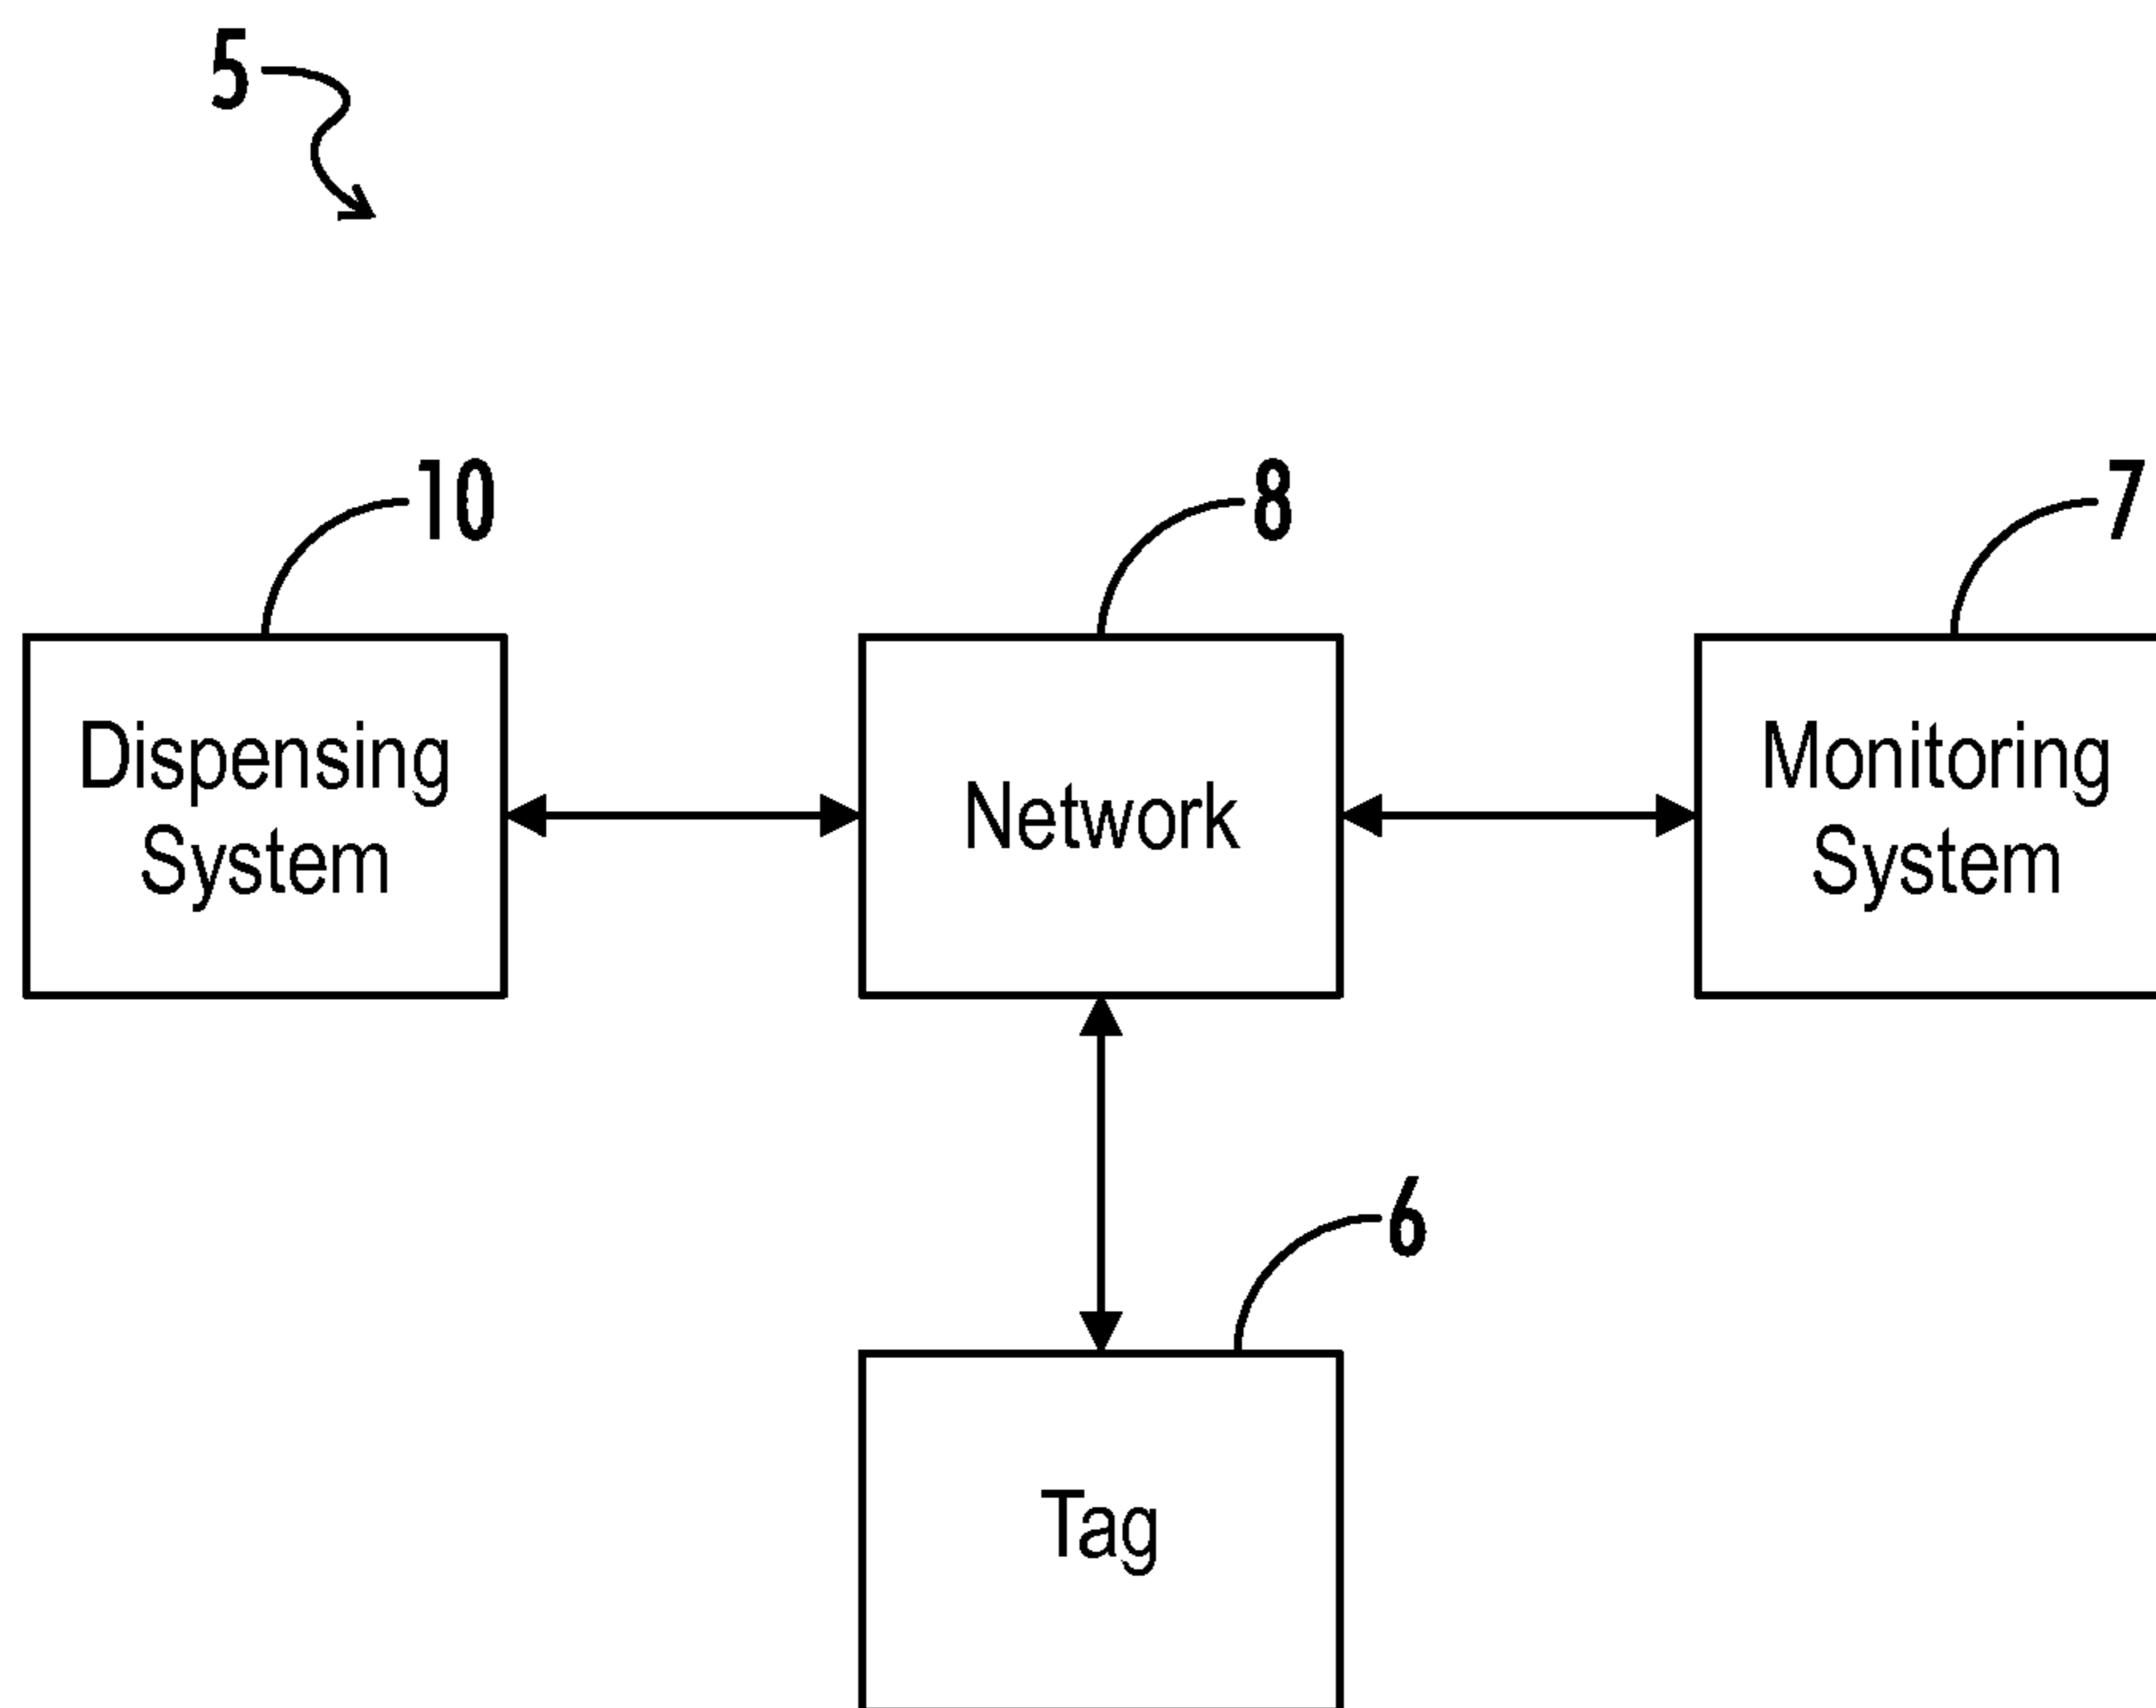 5
10
8
7
Dispensing
System
Network
Monitoring
System
6
Tag